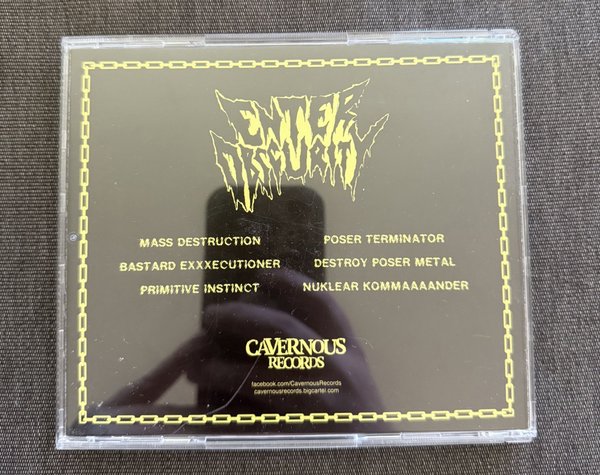 ENTER
OBSCURITY
MASS DESTRUCTION
BASTARD EXXXECUTIONER
PRIMITIVE INSTINCT
POSER TERMINATOR
DESTROY POSER METAL
NUKLEAR KOMMAAAANDER
CAVERNOUS
RECORDS
facebook.com/CavernousRecords
cavernousrecords.bigcartel.com